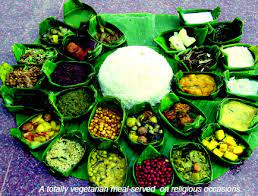 A totally vegetarian meal served on religious occasions.